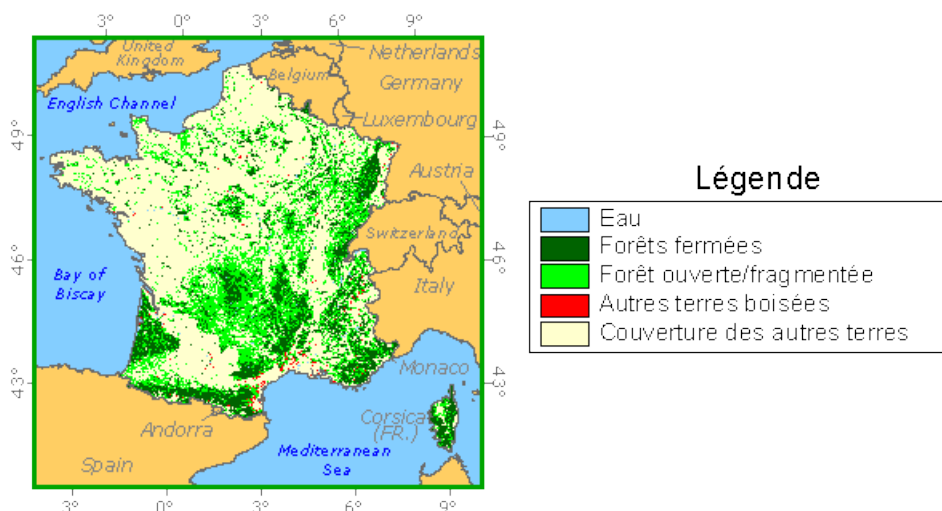 3° 0° 3° 6° 9°
United
Kingdom
Netherlands
Belgium
Germany
English Channel
Luxembourg
49° 49°
Austria
Switzerland
46° 46°
Bay of
Biscay
Italy
Monaco
43° 43°
Corsica
(FR.)
Andorra
Mediterranean
Sea
Spain
3° 0° 3° 6° 9°
Légende
Eau
Forêts fermées
Forêt ouverte/fragmentée
Autres terres boisées
Couverture des autres terres